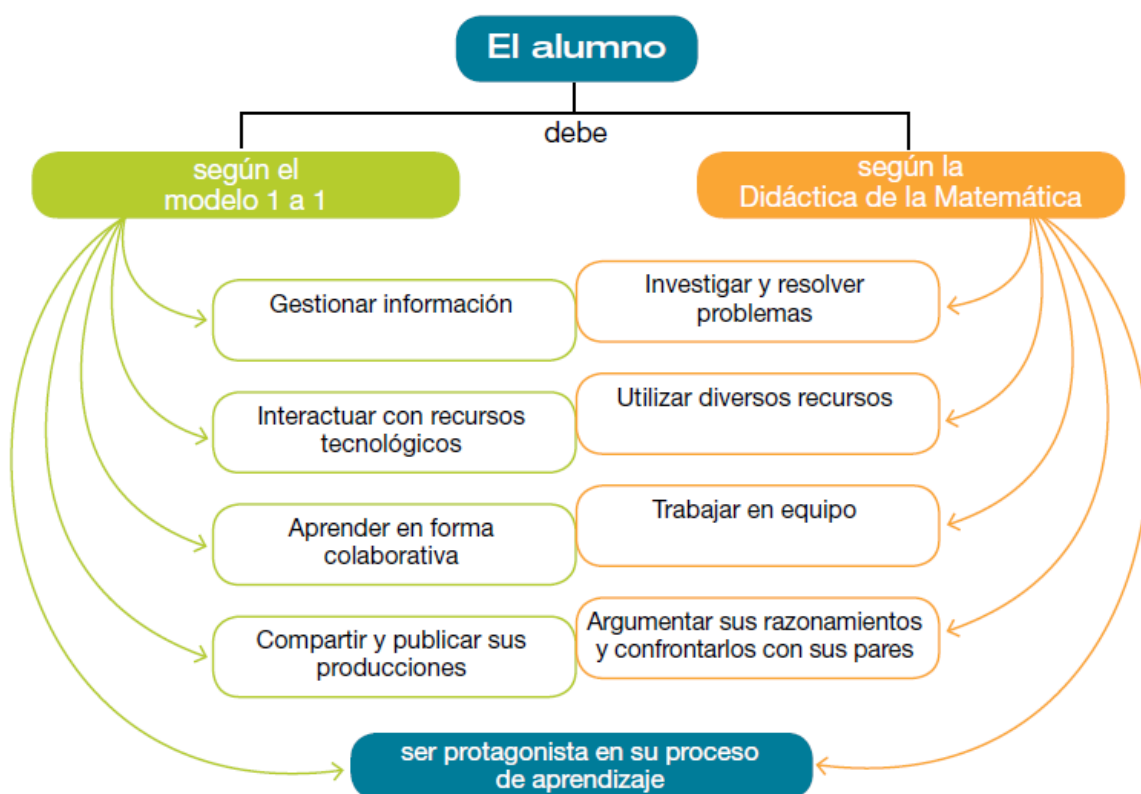 El alumno
debe
según el
modelo 1 a 1
según la
Didáctica de la Matemática
Gestionar información
Investigar y resolver
problemas
Interactuar con recursos
tecnológicos
Utilizar diversos recursos
Aprender en forma
colaborativa
Trabajar en equipo
Compartir y publicar sus
producciones
Argumentar sus razonamientos
y confrontarlos con sus pares
ser protagonista en su proceso
de aprendizaje